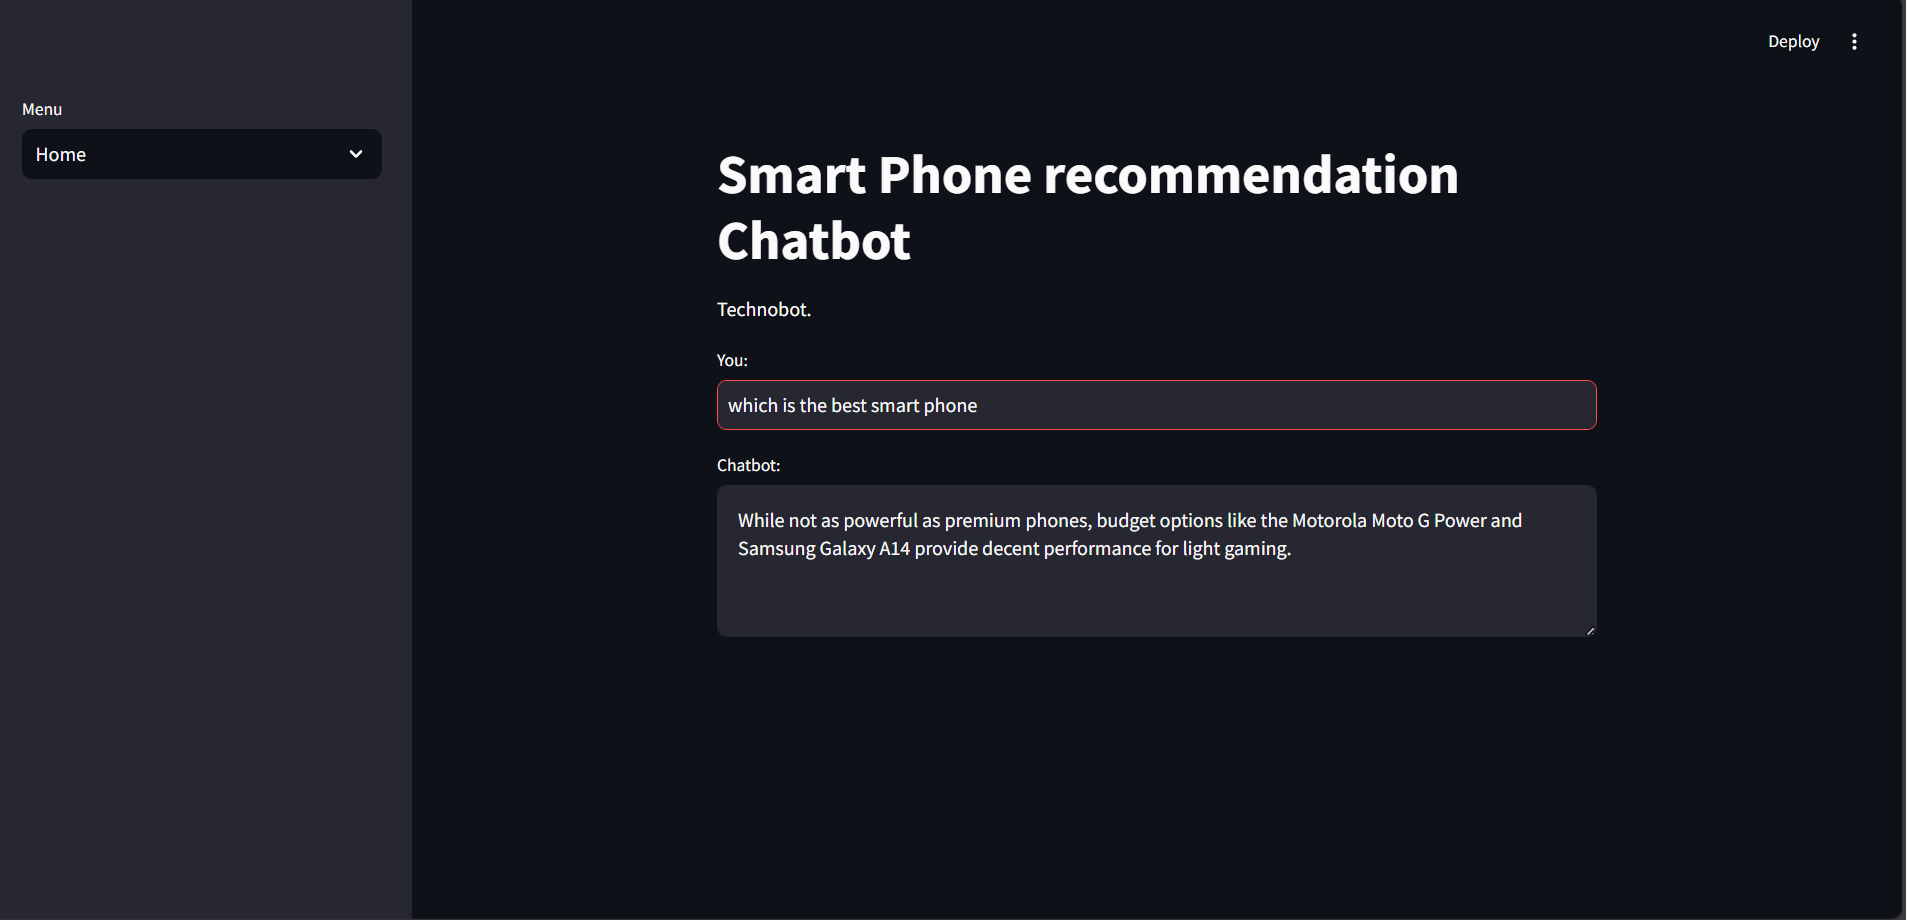 Deploy
Menu
Home
Smart Phone recommendation
Chatbot
Technobot.
You:
which is the best smart phone
Chatbot:
While not as powerful as premium phones, budget options like the Motorola Moto G Power and
Samsung Galaxy A14 provide decent performance for light gaming.